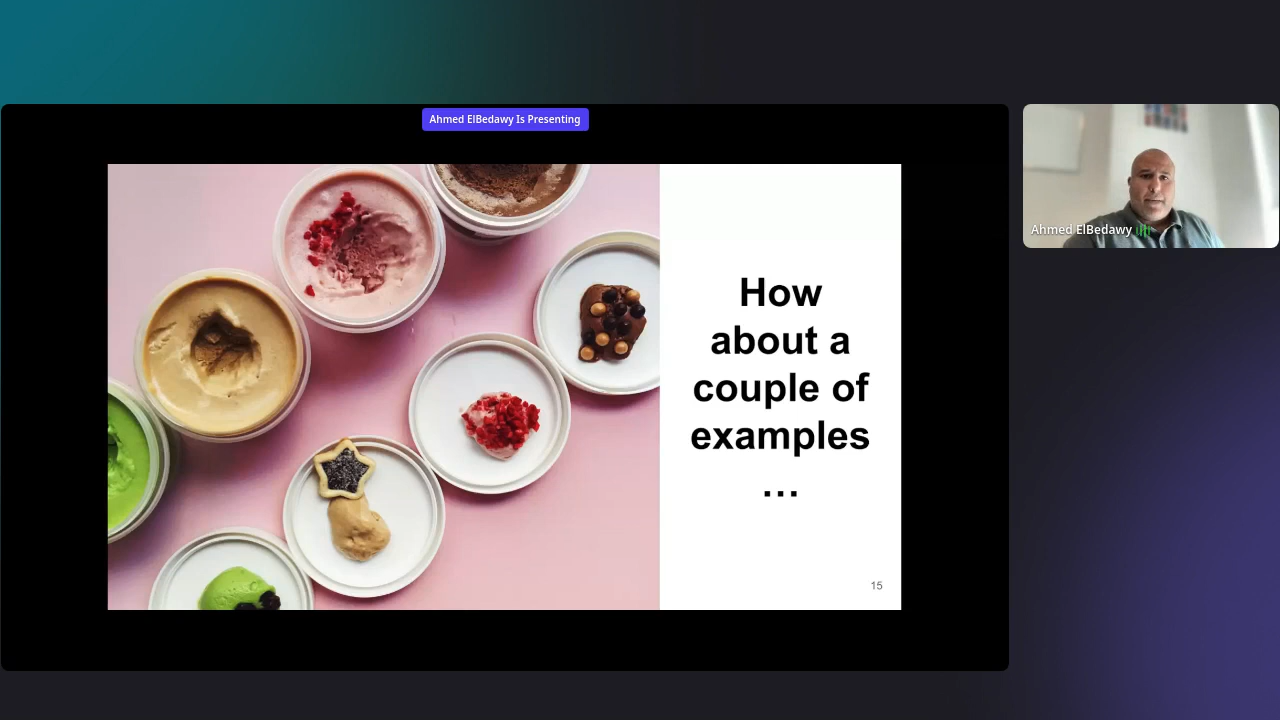 Ahmed ElBedawy Is Presenting
How
about a
couple of
examples
...
15
Ahmed ElBedawy